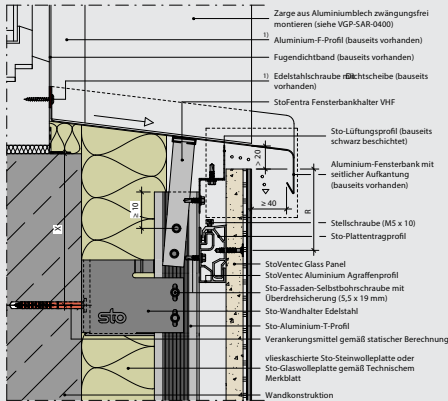 Zarge aus Aluminiumblech zwängungsfrei
montieren (siehe VGP-SAR-0400)
1) Aluminium-F-Profil (bauseits vorhanden)
Fugendichtband (bauseits vorhanden)
1) Edelstahlschraube mit Dichtscheibe (bauseits
vorhanden)
StoFentra Fensterbankhalter VHF
Sto-Lüftungsprofil (bauseits
schwarz beschichtet)
> 20
Aluminium-Fensterbank mit
seitlicher Aufkantung
(bauseits vorhanden)
≥ 10
≥ 40
R
X
Stellschraube (M5 x 10)
Sto-Plattentragprofil
StoVentec Glass Panel
StoVentec Aluminium Agraffenprofil
Sto-Fassaden-Selbstbohrschraube mit
Überdrehsicherung (5,5 x 19 mm)
sto
Sto-Wandhalter Edelstahl
Sto-Aluminium-T-Profil
Verankerungsmittel gemäß statischer Berechnung
vlieskaschierte Sto-Steinwolleplatte oder
Sto-Glaswolleplatte gemäß Technischem
Merkblatt
Wandkonstruktion